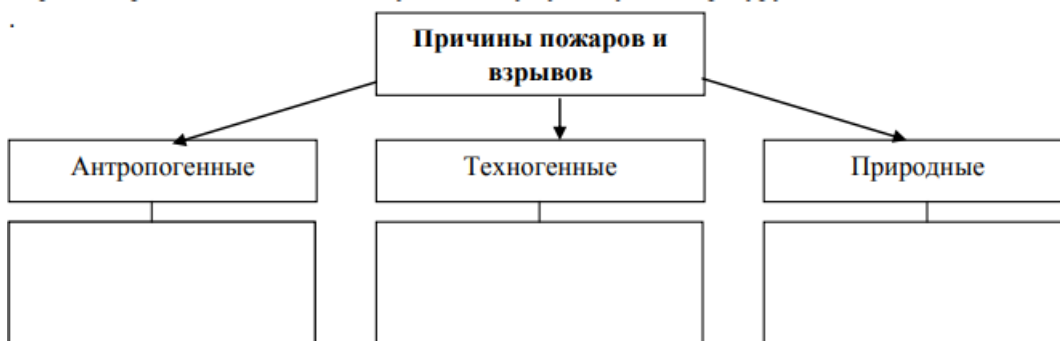 Причины пожаров и
взрывов
Антропогенные
Техногенные
Природные